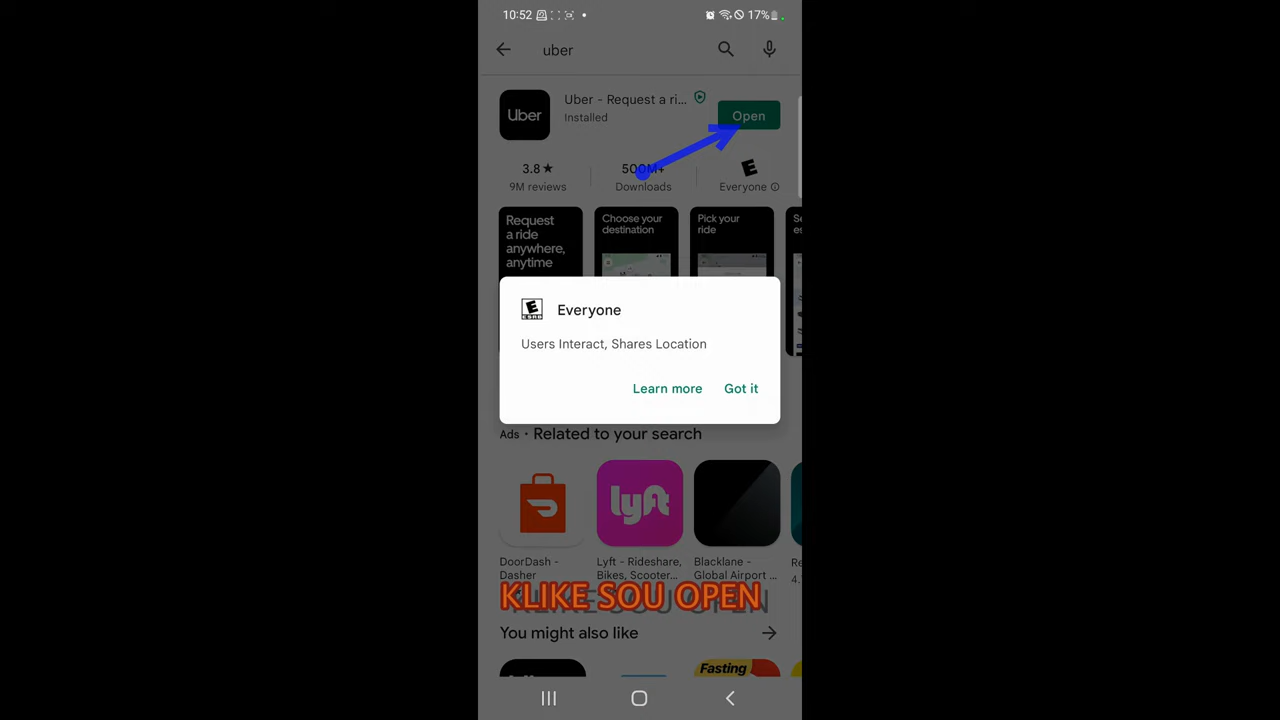 10:52
17%
uber
Uber
Uber - Request a ri...
Installed
Open
3.8★
9M reviews
500M+
Downloads
E
Everyone
Request
a ride
anywhere,
anytime
Choose your
destination
Pick your
ride
E
ESRB
Everyone
Users Interact, Shares Location
Learn more
Got it
Ads • Related to your search
lyft
DoorDash -
Dasher
Lyft - Rideshare,
Bikes, Scooter...
Blacklane -
Global Airport ...
KLIKE SOU OPEN
You might also like
Fasting